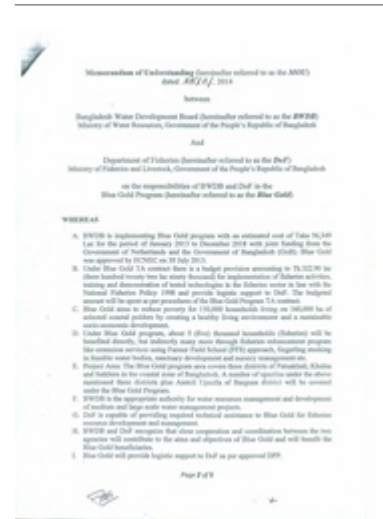 Memorandum of Understanding (hereinafter referred to as the MOU)
dated 2014
between
Bangladesh Water Development Board (hereinafter referred to as the BWDB)
Ministry of Water Resources, Government of the People's Republic of Bangladesh
And
Department of Fisheries (hereinafter referred to as the DoF)
Ministry of Fisheries and Livestock, Government of the People's Republic of Bangladesh
on the responsibilities of BWDB and DoF in the
Blue Gold Program (hereinafter referred to as the Blue Gold)
WHEREAS
A. BWDB is implementing Blue Gold program with an estimated cost of Taka
Lac for the period of January 2013 to December 2018 with joint funding from the
Government of Netherlands and the Government of Bangladesh (GoB). Blue Gold
was approved by ECNEC on 30 July 2013.
B. Under Blue Gold TA contract there is a budget provision amounting to Tk.322.90 lac
(three hundred twenty two lac ninety thousand) for implementation of fisheries activities,
training and demonstration of tested technologies in the fisheries sector in line with the
National Fisheries Policy 1998 and provide logistic support to DoF. The budgeted
amount will be spent as per procedures of the Blue Gold Program TA contract.
C. Blue Gold aims to reduce poverty for 150,000 households living on 160,000 ha of
selected coastal polders by creating a healthy living environment and a sustainable
socio-economic development.
D. Under Blue Gold program, about 5 (five) thousand households (fisheries) will be
benefited directly, but indirectly many more through fisheries enhancement program
like extension services using Farmer Field School (FFS) approach, fingerling stocking
in feasible water bodies, sanctuary development and nursery management etc.
E. Project Area: The Blue Gold program area covers three districts of Patuakhali, Khulna
and Satkhira in the coastal zone of Bangladesh. A number of upazilas under the above
mentioned three districts plus Amtali Upazila of Barguna district will be covered
under the Blue Gold Program.
F. BWDB is the appropriate authority for water resources management and development
of medium and large scale water management projects.
G. DoF is capable of providing required technical assistance to Blue Gold for fisheries
resource development and management.
H. BWDB and DoF recognize that close cooperation and coordination between the two
agencies will contribute to the aims and objectives of Blue Gold and will benefit the
Blue Gold beneficiaries.
I. Blue Gold will provide logistic support to DoF as per approved DPP.
Page 1 of 5